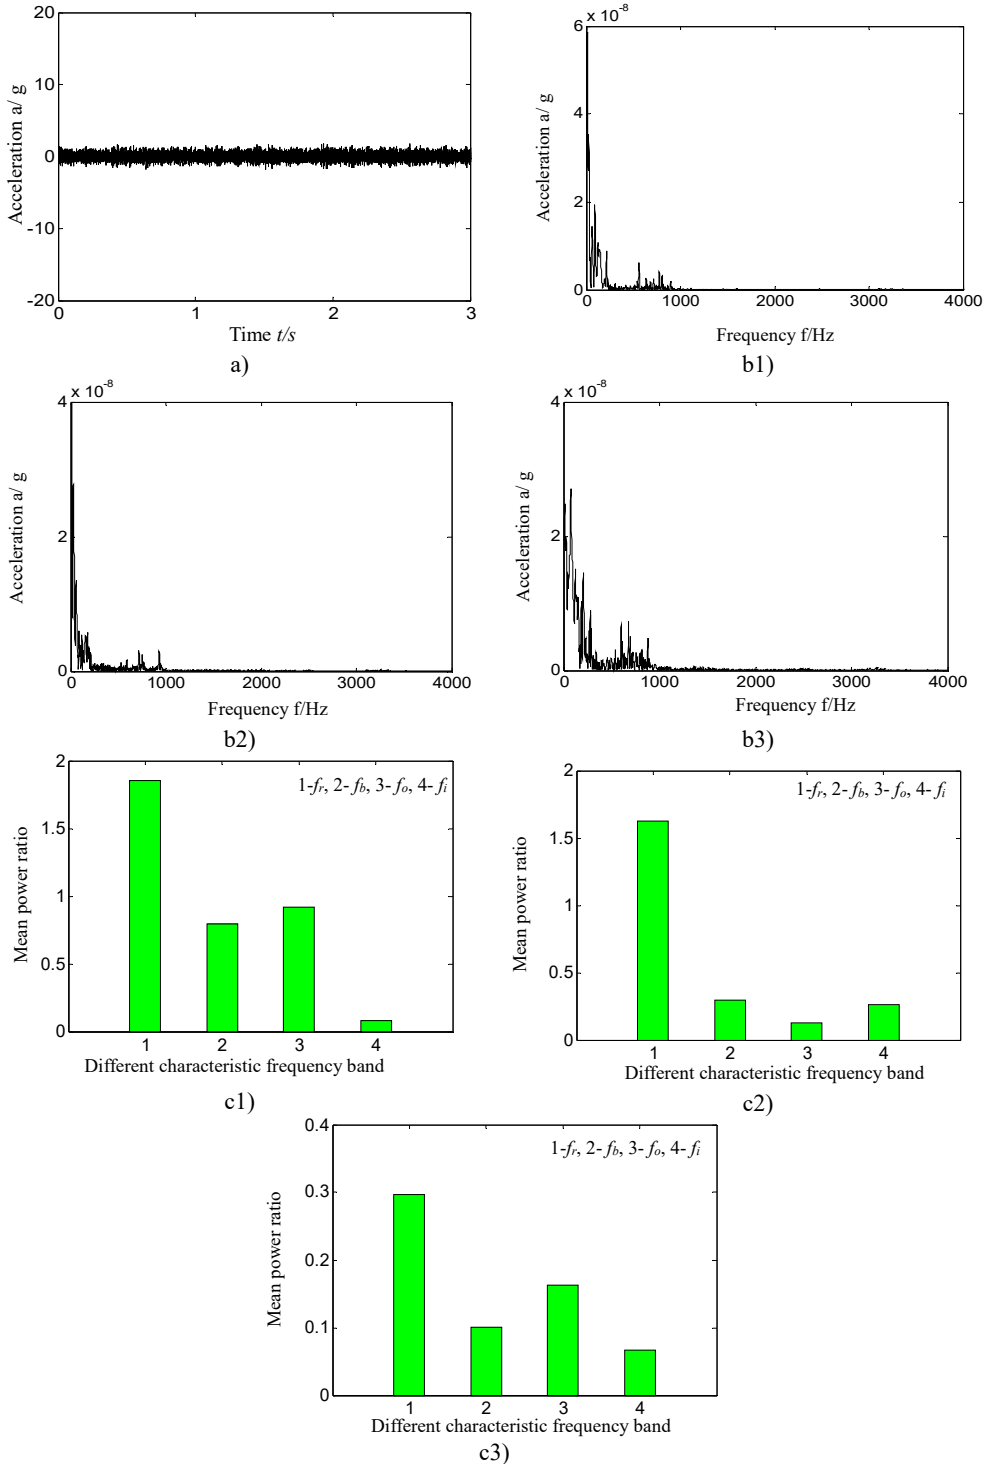 20
10
0
-10
-20
0 1 2 3
Acceleration a/ g
Time t/s
a)
x 10⁻⁸
6
4
2
0
0 1000 2000 3000 4000
Acceleration a/ g
Frequency f/Hz
b1)
x 10⁻⁸
4
2
0
0 1000 2000 3000 4000
Acceleration a/ g
Frequency f/Hz
b2)
x 10⁻⁸
4
2
0
0 1000 2000 3000 4000
Acceleration a/ g
Frequency f/Hz
b3)
2
1.5
1
0.5
0
1 2 3 4
Mean power ratio
1-fr, 2- fb, 3- fo, 4- fi
Different characteristic frequency band
c1)
2
1.5
1
0.5
0
1 2 3 4
Mean power ratio
1-fr, 2- fb, 3- fo, 4- fi
Different characteristic frequency band
c2)
0.4
0.3
0.2
0.1
0
1 2 3 4
Mean power ratio
1-fr, 2- fb, 3- fo, 4- fi
Different characteristic frequency band
c3)